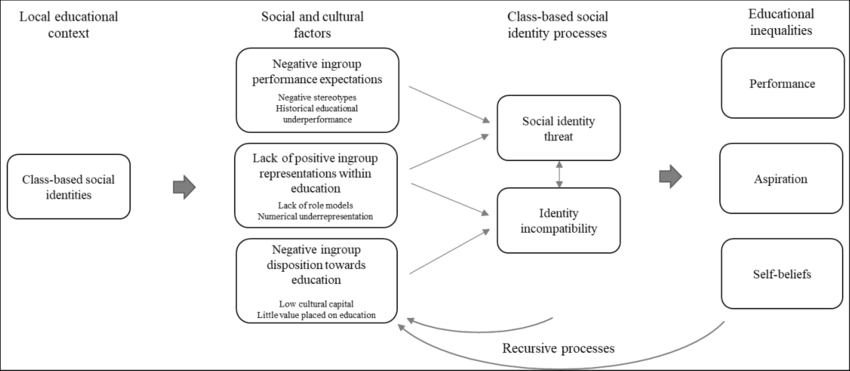 Local educational
context
Social and cultural
factors
Class-based social
identity processes
Educational
inequalities
Class-based social
identities
Negative ingroup
performance expectations
Negative stereotypes
Historical educational
underperformance
Lack of positive ingroup
representations within
education
Lack of role models
Numerical underrepresentation
Negative ingroup
disposition towards
education
Low cultural capital
Little value placed on education
Social identity
threat
Identity
incompatibility
Performance
Aspiration
Self-beliefs
Recursive processes